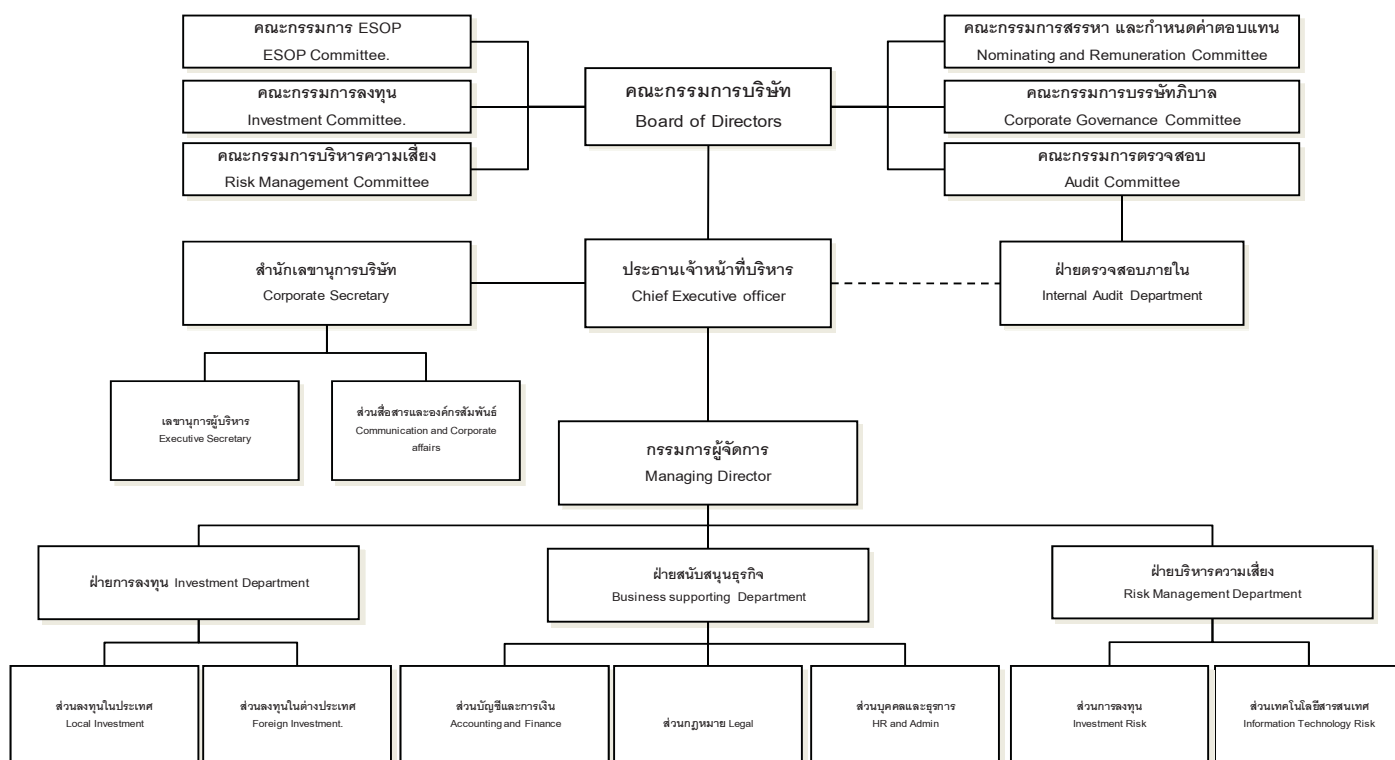 คณะกรรมการ ESOP
ESOP Committee.
คณะกรรมการสรรหา และกำหนดค่าตอบแทน
Nominating and Remuneration Committee
คณะกรรมการบริษัท
Board of Directors
คณะกรรมการลงทุน
Investment Committee.
คณะกรรมการบรรษัทภิบาล
Corporate Governance Committee
คณะกรรมการบริหารความเสี่ยง
Risk Management Committee
คณะกรรมการตรวจสอบ
Audit Committee
สำนักเลขานุการบริษัท
Corporate Secretary
ประธานเจ้าหน้าที่บริหาร
Chief Executive officer
ฝ่ายตรวจสอบภายใน
Internal Audit Department
เลขานุการผู้บริหาร
Executive Secretary
ส่วนสื่อสารและองค์กรสัมพันธ์
Communication and Corporate
affairs
กรรมการผู้จัดการ
Managing Director
ฝ่ายการลงทุน Investment Department
ฝ่ายสนับสนุนธุรกิจ
Business supporting Department
ฝ่ายบริหารความเสี่ยง
Risk Management Department
ส่วนลงทุนในประเทศ
Local Investment
ส่วนลงทุนในต่างประเทศ
Foreign Investment.
ส่วนบัญชีและการเงิน
Accounting and Finance
ส่วนกฎหมาย Legal
ส่วนบุคคลและธุรการ
HR and Admin
ส่วนการลงทุน
Investment Risk
ส่วนเทคโนโลยีสารสนเทศ
Information Technology Risk